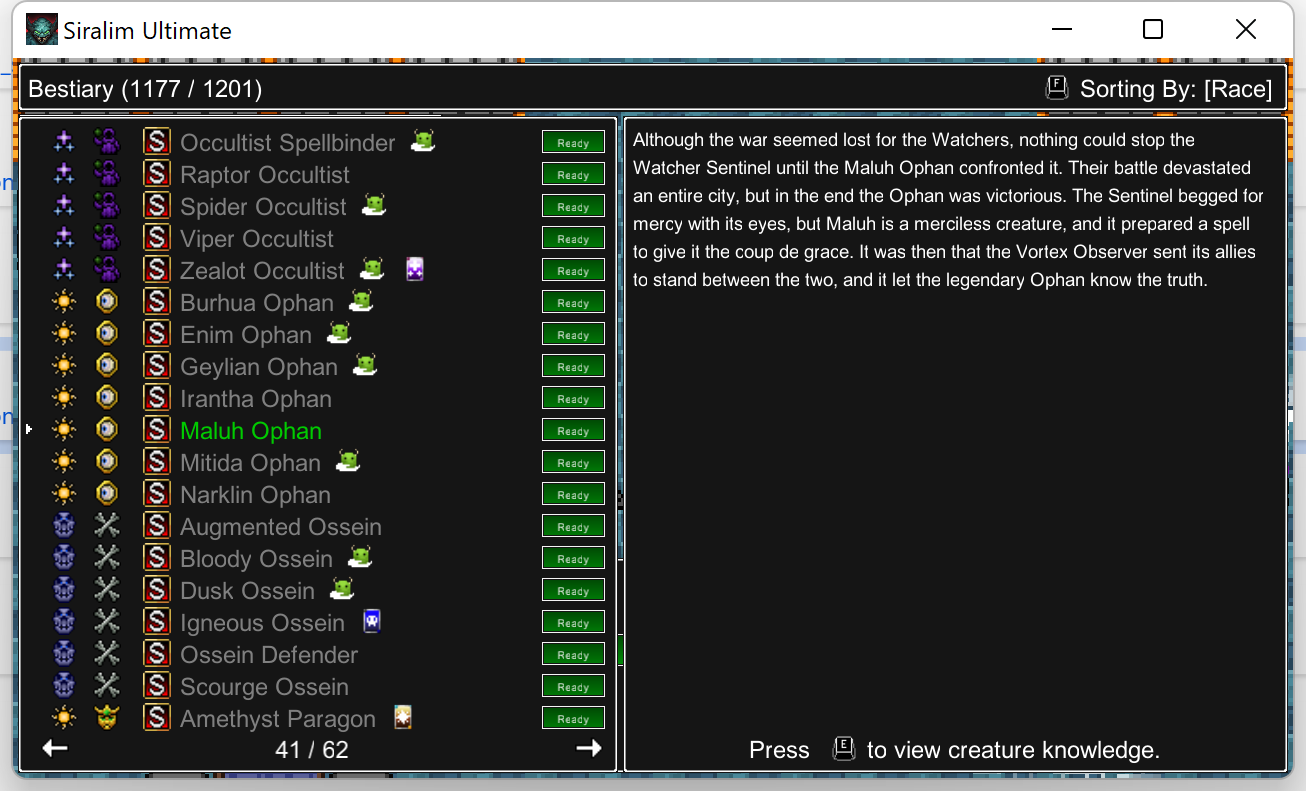 Siralim Ultimate
Bestiary (1177 / 1201)
F
Sorting By: [Race]
S Occultist Spellbinder Ready
S Raptor Occultist Ready
S Spider Occultist Ready
S Viper Occultist Ready
S Zealot Occultist Ready
S Burhua Ophan Ready
S Enim Ophan Ready
S Geylian Ophan Ready
S Irantha Ophan Ready
S Maluh Ophan Ready
S Mitida Ophan Ready
S Narklin Ophan Ready
S Augmented Ossein Ready
S Bloody Ossein Ready
S Dusk Ossein Ready
S Igneous Ossein Ready
S Ossein Defender Ready
S Scourge Ossein Ready
S Amethyst Paragon Ready
41 / 62
Although the war seemed lost for the Watchers, nothing could stop the
Watcher Sentinel until the Maluh Ophan confronted it. Their battle devastated
an entire city, but in the end the Ophan was victorious. The Sentinel begged for
mercy with its eyes, but Maluh is a merciless creature, and it prepared a spell
to give it the coup de grace. It was then that the Vortex Observer sent its allies
to stand between the two, and it let the legendary Ophan know the truth.
Press E to view creature knowledge.